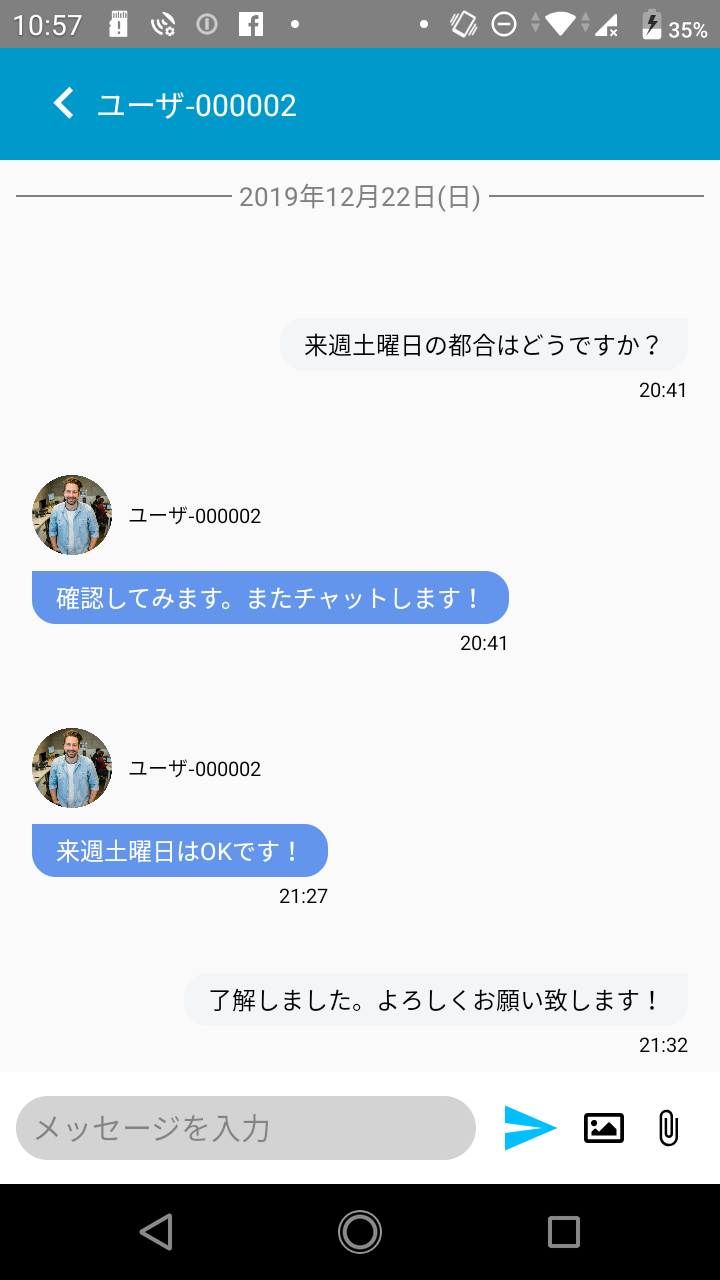 10:57
35%
ユーザ-000002
2019年12月22日(日)
来週土曜日の都合はどうですか？
20:41
ユーザ-000002
確認してみます。またチャットします！
20:41
ユーザ-000002
来週土曜日はOKです！
21:27
了解しました。よろしくお願い致します！
21:32
メッセージを入力